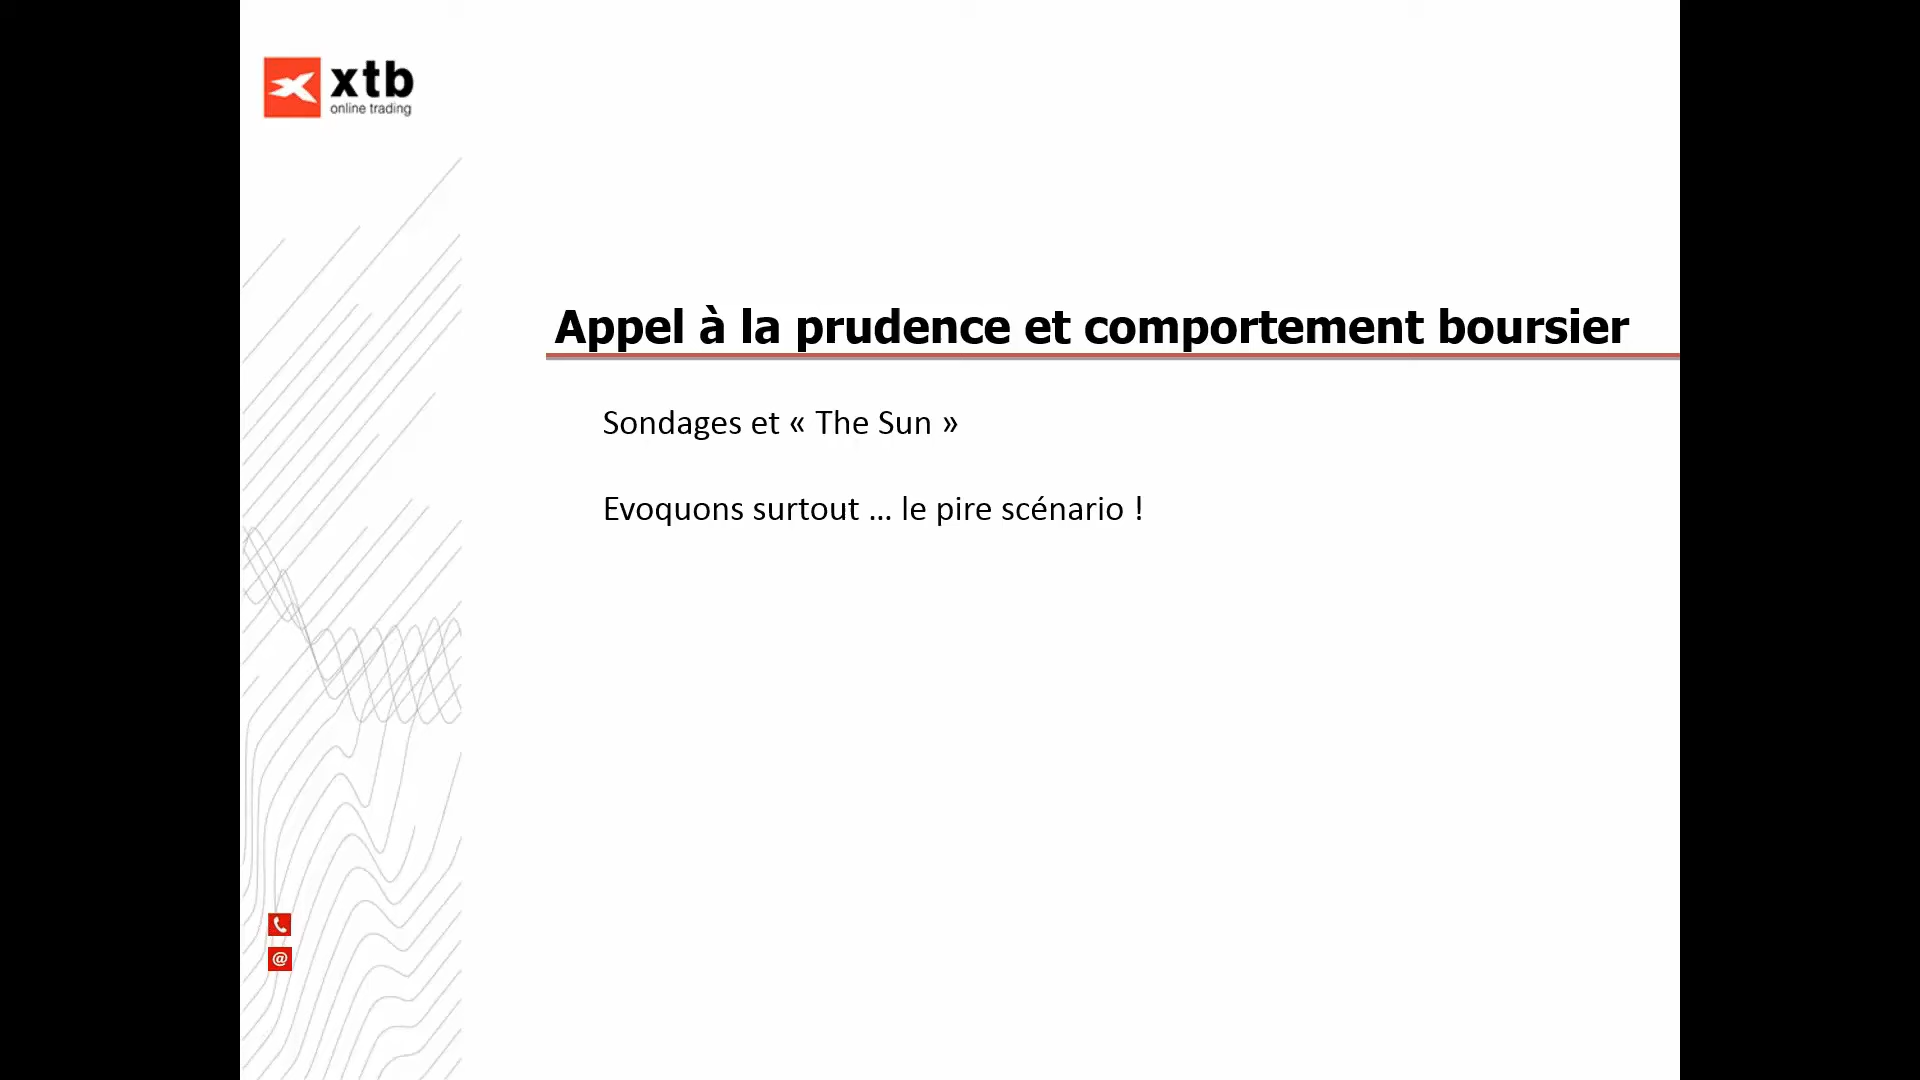 xtb
online trading
Appel à la prudence et comportement boursier
Sondages et « The Sun »
Evoquons surtout ... le pire scénario !
@